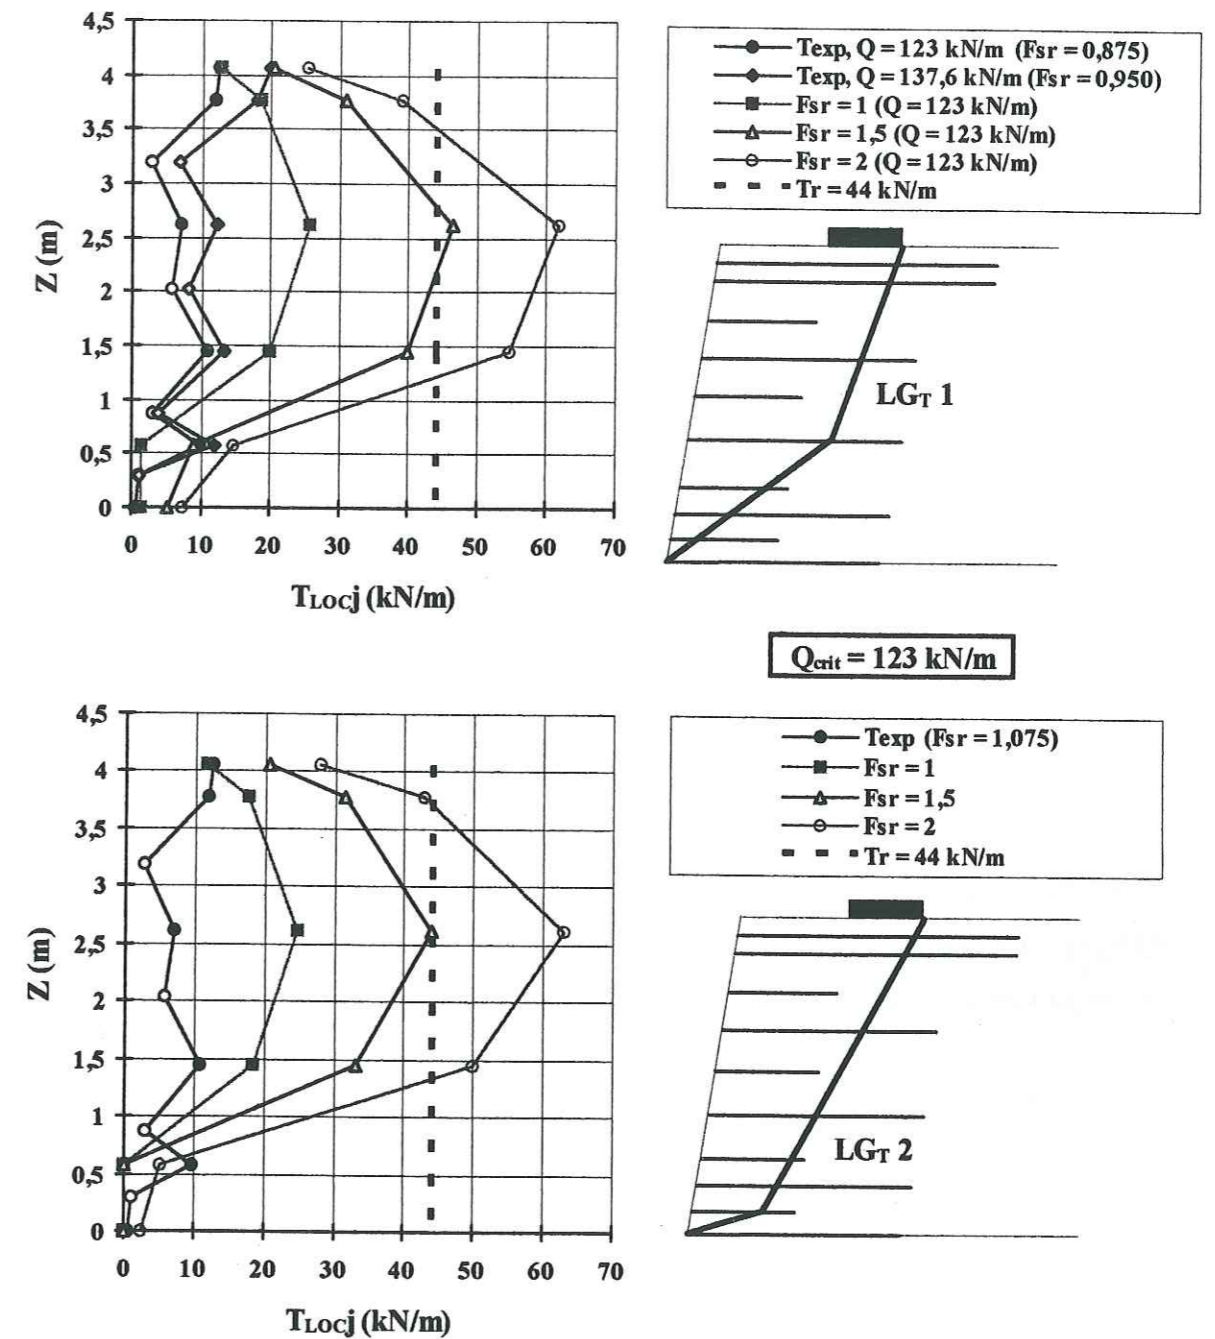 4,5
4
3,5
3
2,5
2
1,5
1
0,5
0
Z (m)
0 10 20 30 40 50 60 70
TLOCj (kN/m)
Texp, Q = 123 kN/m (Fsr = 0,875)
Texp, Q = 137,6 kN/m (Fsr = 0,950)
Fsr = 1 (Q = 123 kN/m)
Fsr = 1,5 (Q = 123 kN/m)
Fsr = 2 (Q = 123 kN/m)
Tr = 44 kN/m
LGT 1
Qcrit = 123 kN/m
4,5
4
3,5
3
2,5
2
1,5
1
0,5
0
Z (m)
0 10 20 30 40 50 60 70
TLOCj (kN/m)
Texp (Fsr = 1,075)
Fsr = 1
Fsr = 1,5
Fsr = 2
Tr = 44 kN/m
LGT 2